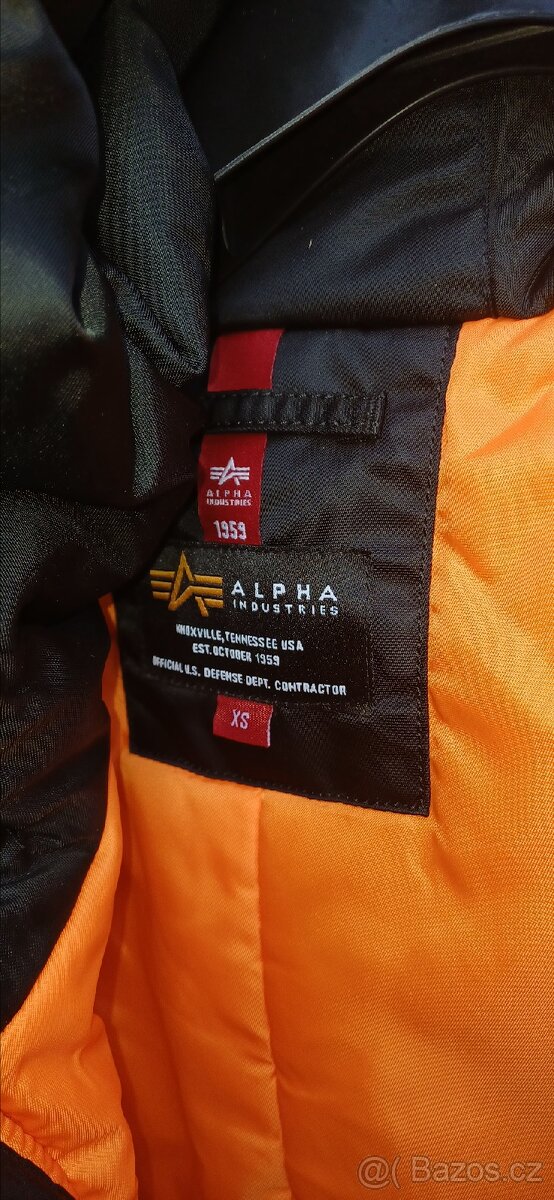 ALPHA
INDUSTRIES
1959
ALPHA
INDUSTRIES
KNOXVILLE, TENNESSEE USA
EST. OCTOBER 1959
OFFICIAL U.S. DEFENSE DEPT. CONTRACTOR
XS
@( Bazos.cz